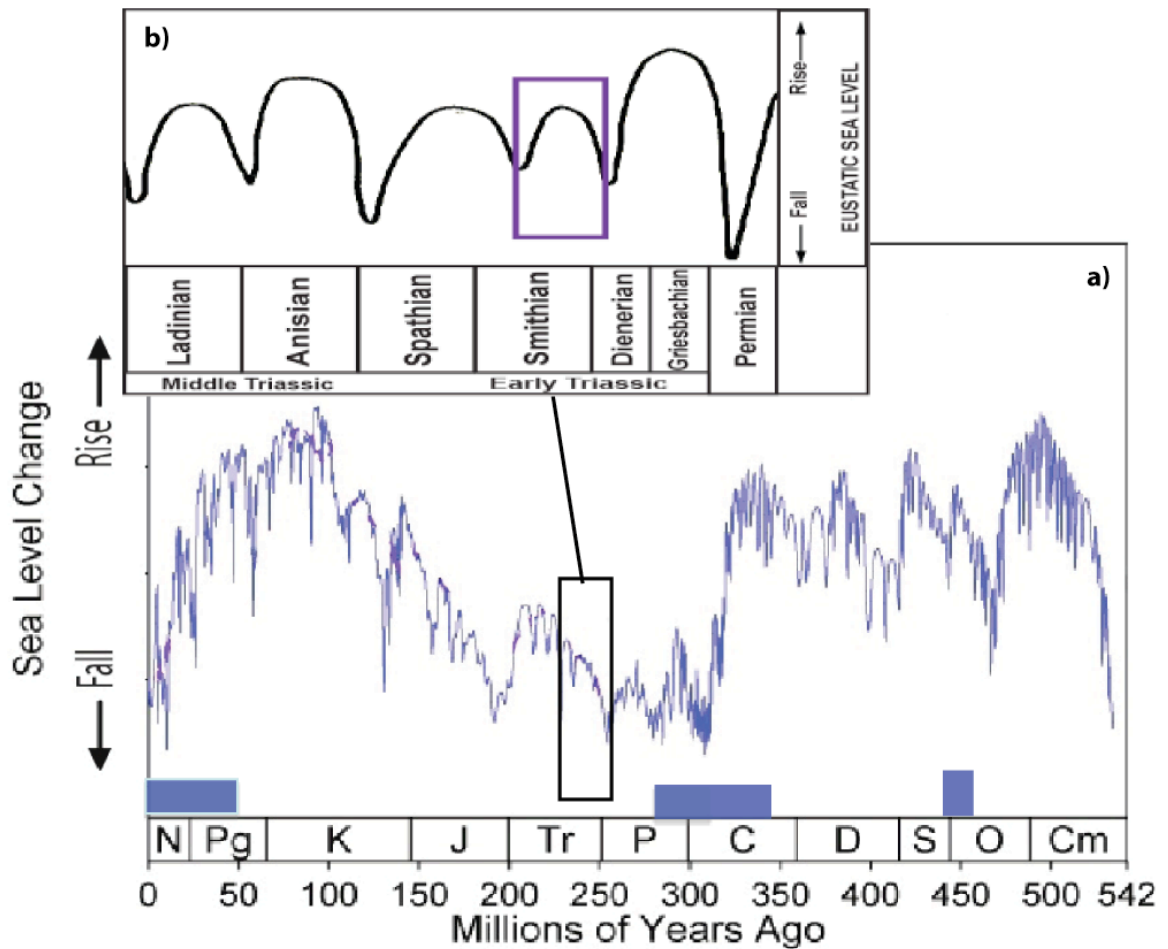 b)
Rise
Fall
EUSTATIC SEA LEVEL
a)
Ladinian
Anisian
Spathian
Smithian
Dienerian
Griesbachian
Permian
Middle Triassic
Early Triassic
Sea Level Change
Rise
Fall
N Pg K J Tr P C D S O Cm
0 50 100 150 200 250 300 350 400 450 500 542
Millions of Years Ago